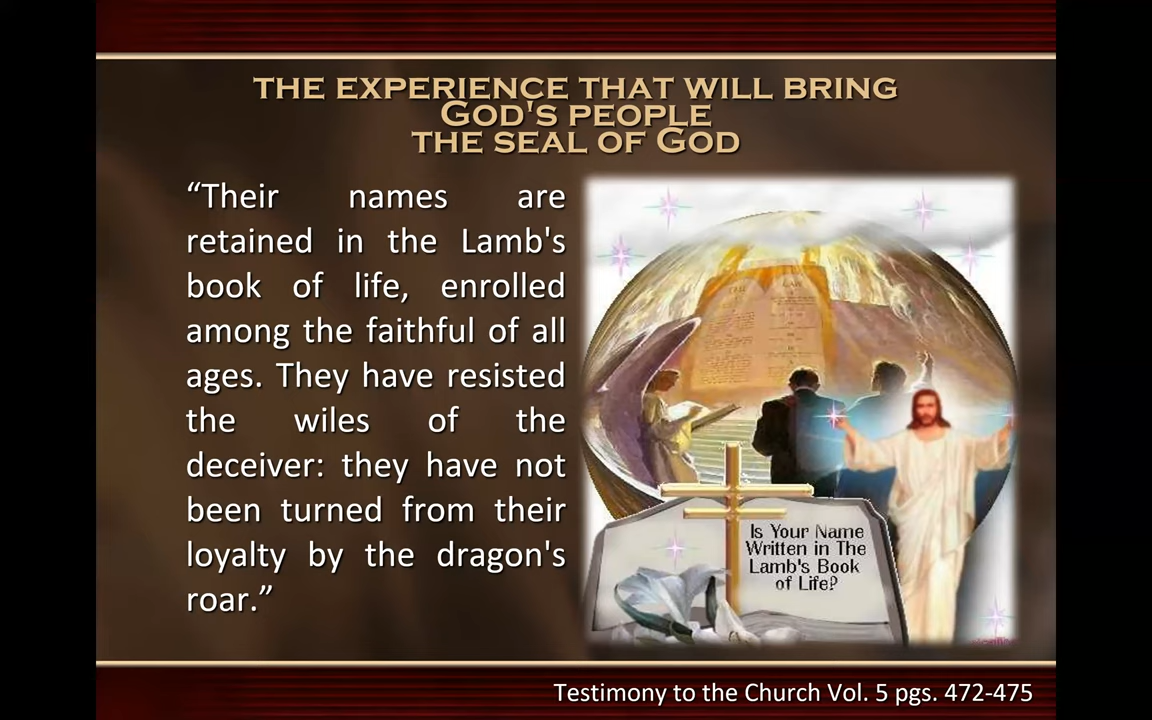 THE EXPERIENCE THAT WILL BRING
GOD'S PEOPLE
THE SEAL OF GOD
“Their names are
retained in the Lamb's
book of life, enrolled
among the faithful of all
ages. They have resisted
the wiles of the
deceiver: they have not
been turned from their
loyalty by the dragon's
roar.”
LAW
Is Your Name
Written in The
Lamb's Book
of Life?
Testimony to the Church Vol. 5 pgs. 472-475